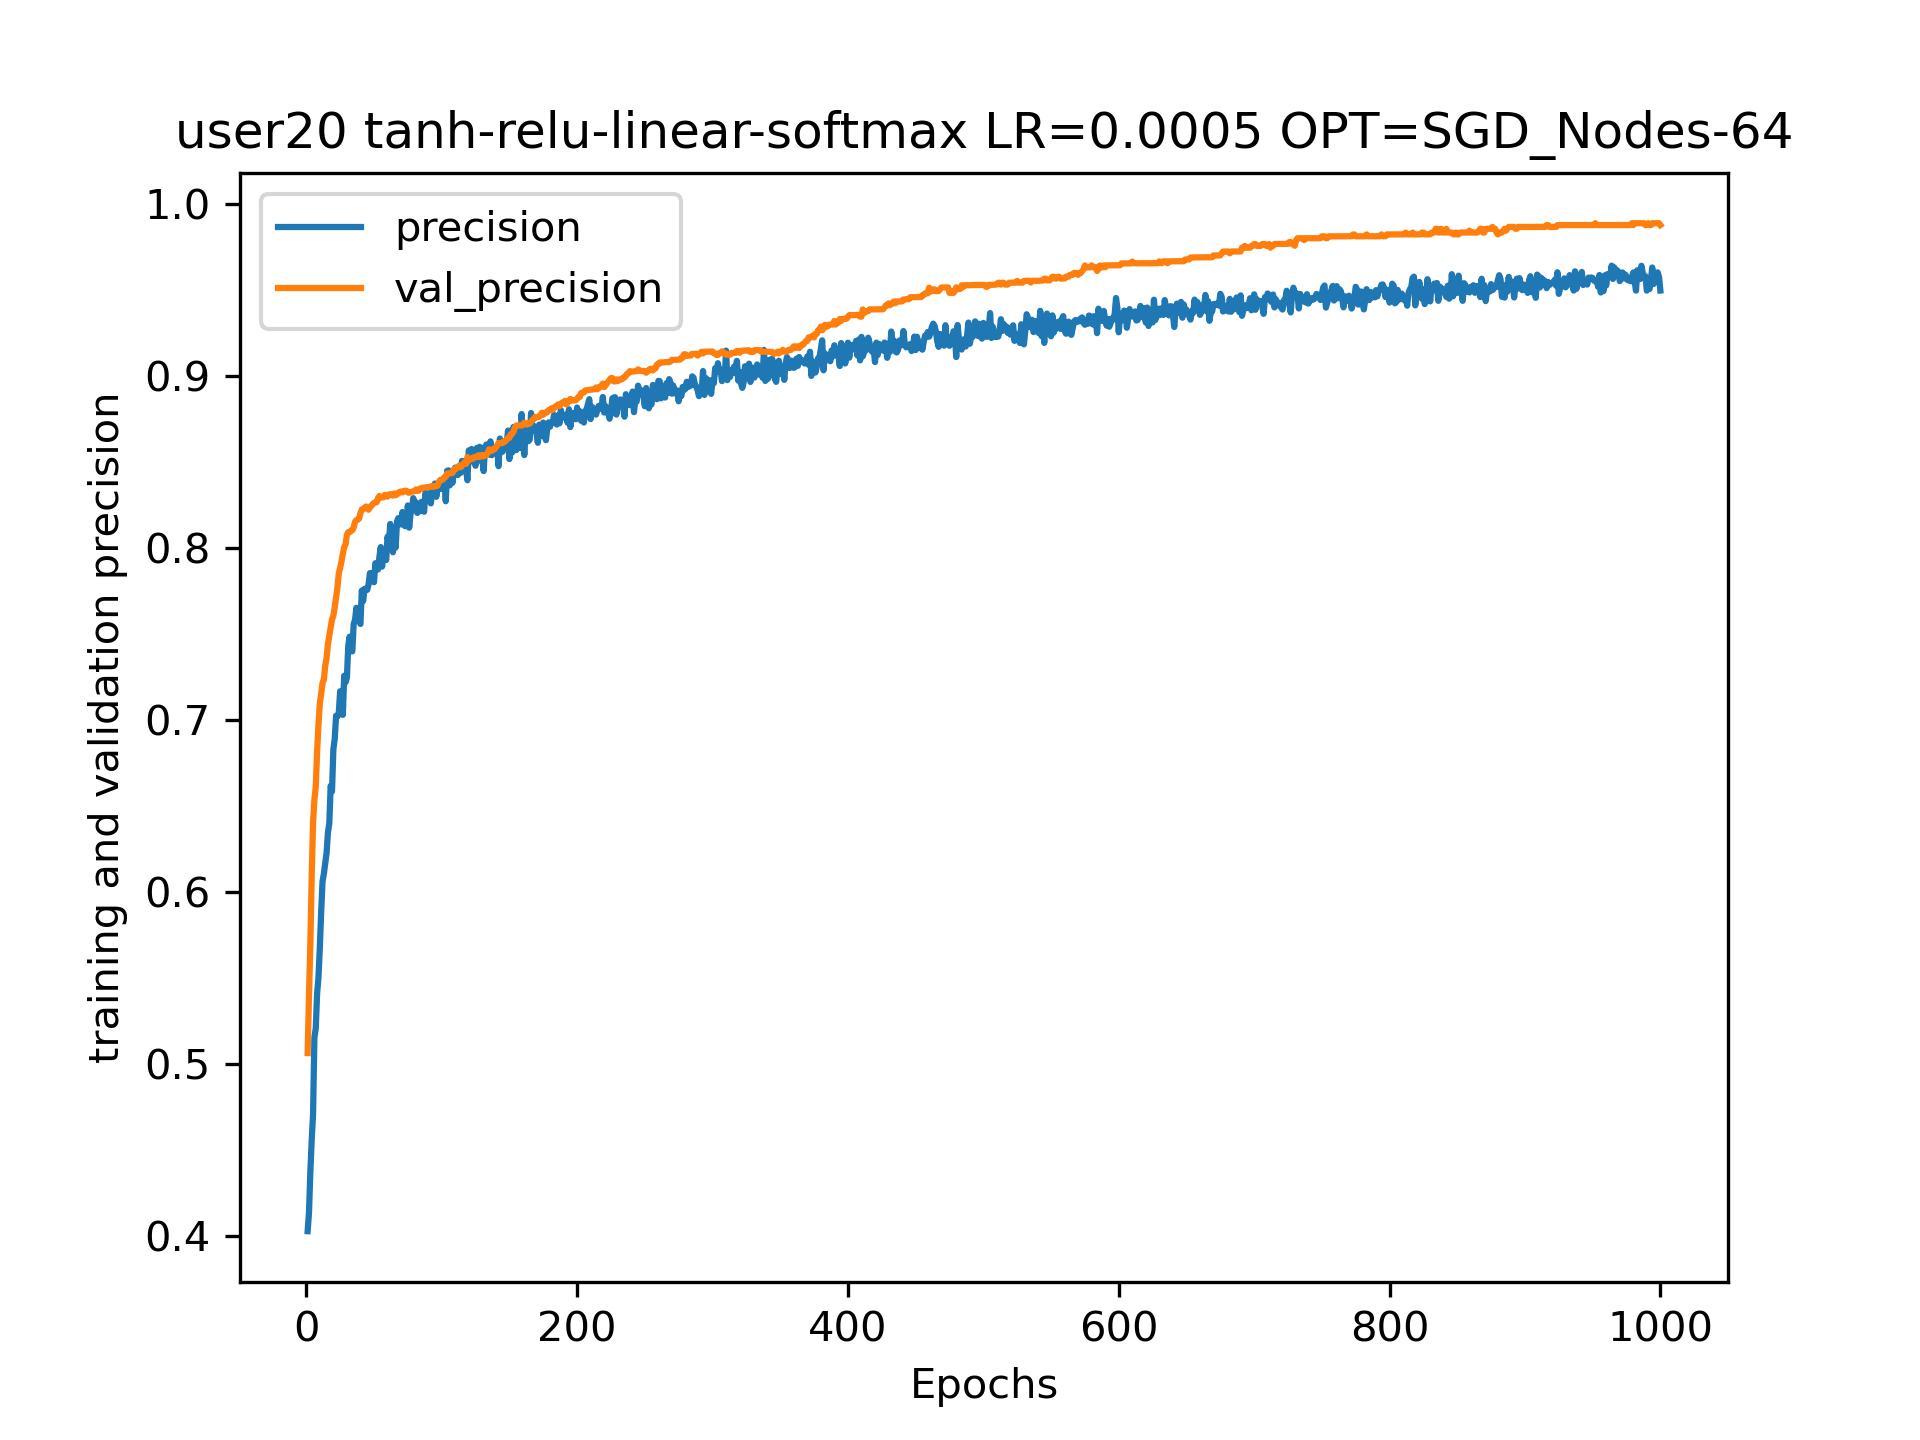 user20 tanh-relu-linear-softmax LR=0.0005 OPT=SGD_Nodes-64
precision
val_precision
training and validation precision
1.0
0.9
0.8
0.7
0.6
0.5
0.4
0 200 400 600 800 1000
Epochs